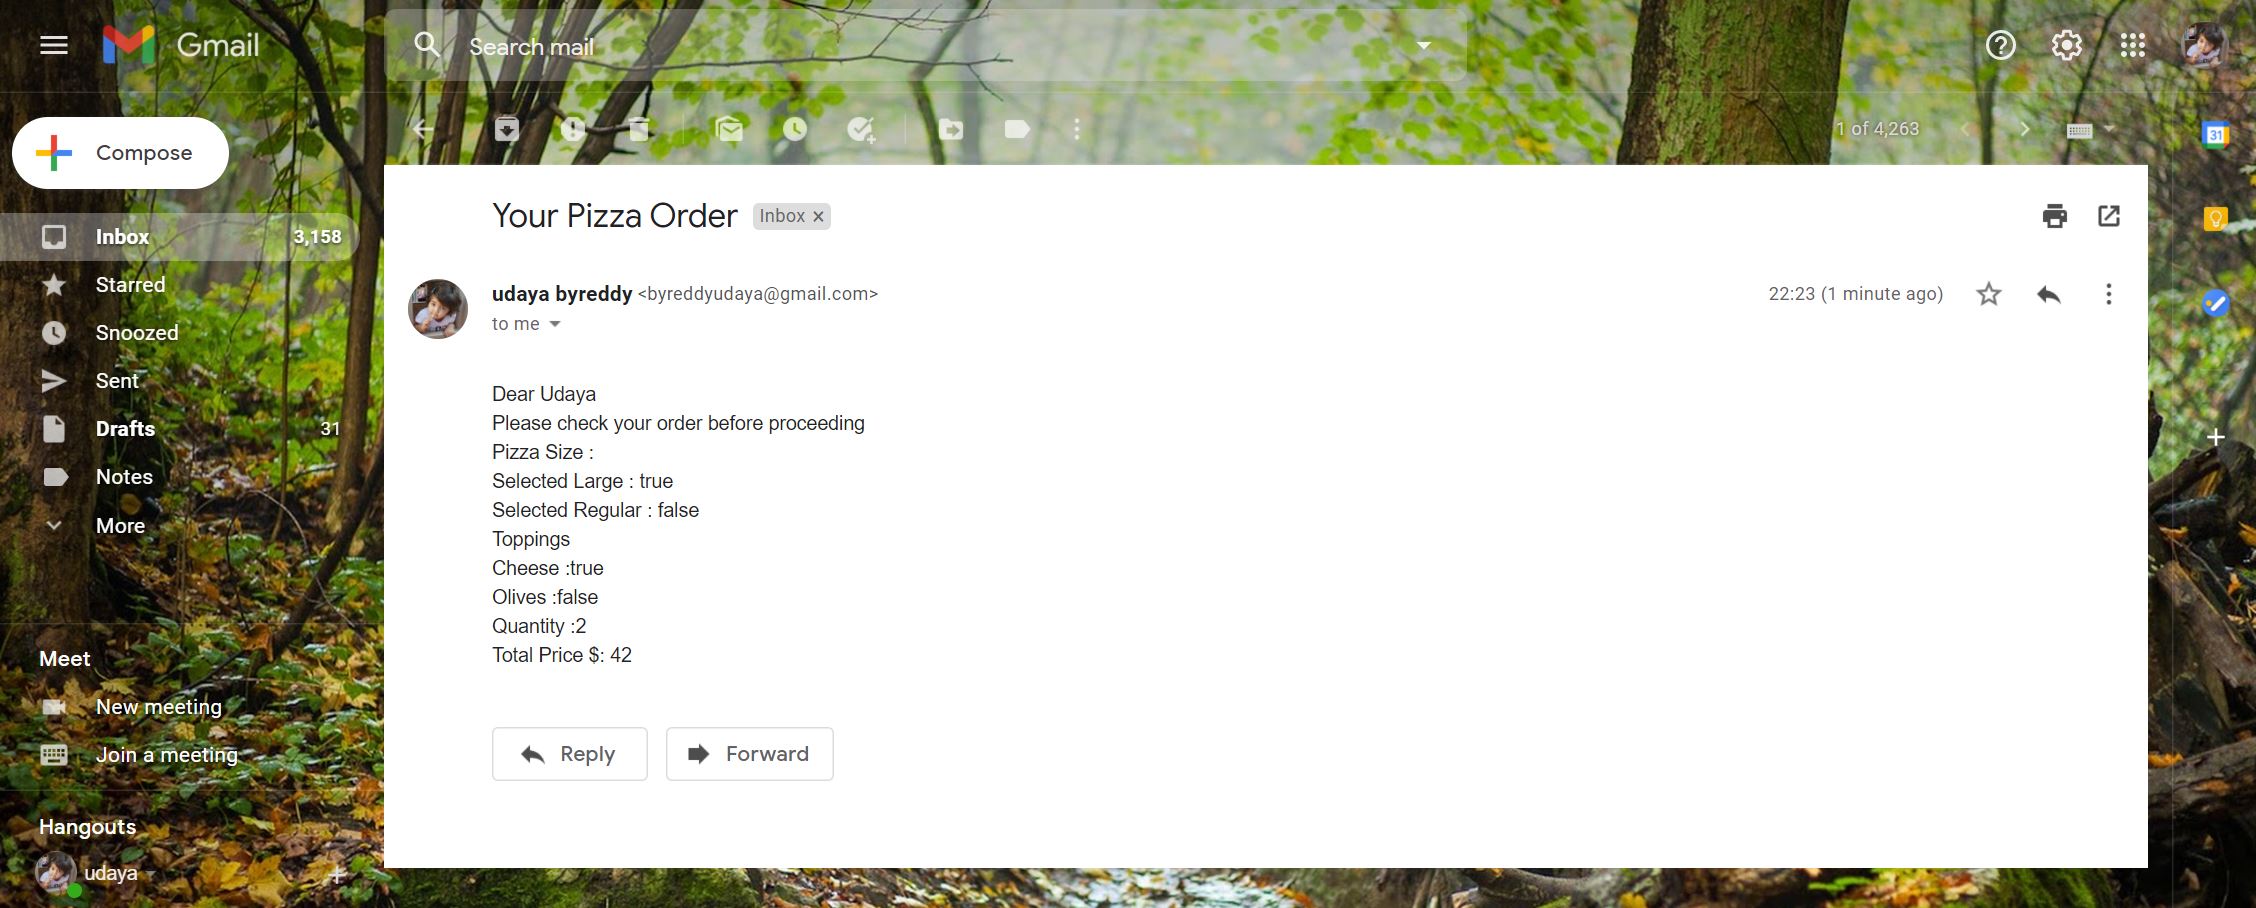 Gmail
Search mail
Compose
1 of 4,263
31
Inbox 3,158
Starred
Snoozed
Sent
Drafts 31
Notes
More
Your Pizza Order Inbox ×
udaya byreddy <byreddyudaya@gmail.com> 22:23 (1 minute ago)
to me
Dear Udaya
Please check your order before proceeding
Pizza Size :
Selected Large : true
Selected Regular : false
Toppings
Cheese :true
Olives :false
Quantity :2
Total Price $: 42
Reply Forward
Meet
New meeting
Join a meeting
Hangouts
udaya